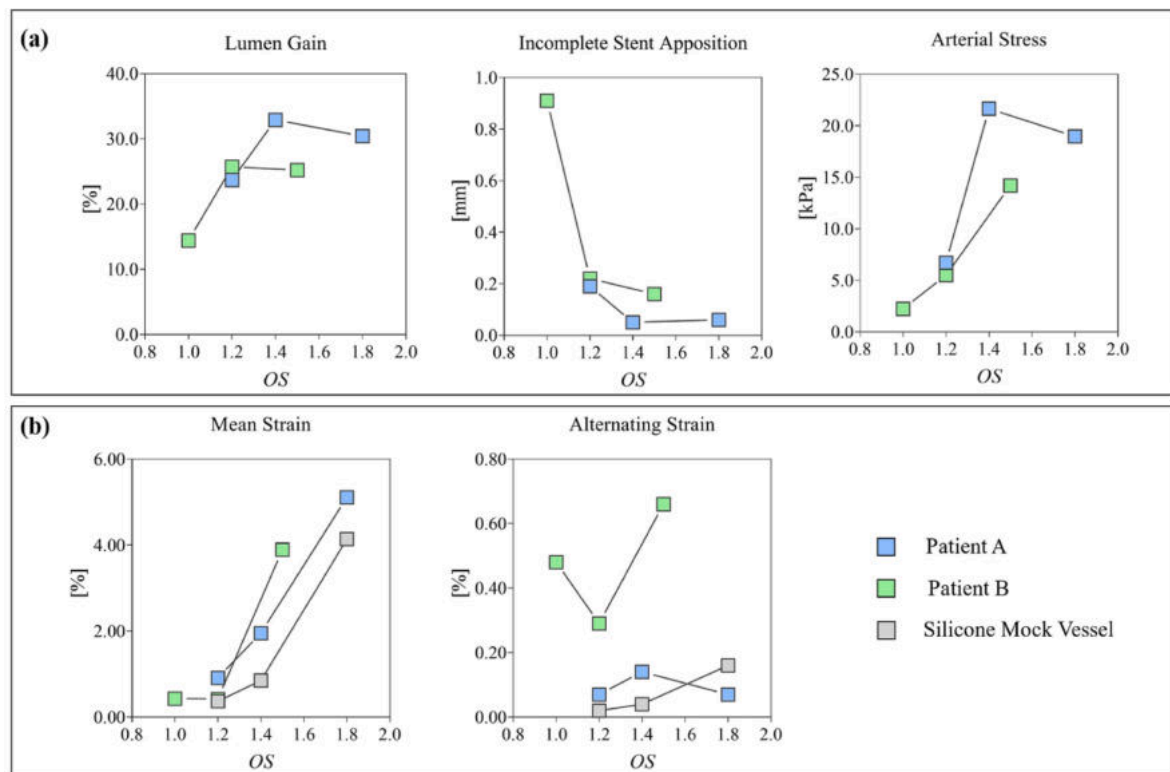 (a)
Lumen Gain
Incomplete Stent Apposition
Arterial Stress
40.0
30.0
20.0
10.0
0.0
[%]
0.8 1.0 1.2 1.4 1.6 1.8 2.0
OS
1.0
0.8
0.6
0.4
0.2
0.0
[mm]
0.8 1.0 1.2 1.4 1.6 1.8 2.0
OS
25.0
20.0
15.0
10.0
5.0
0.0
[kPa]
0.8 1.0 1.2 1.4 1.6 1.8 2.0
OS
(b)
Mean Strain
Alternating Strain
6.00
4.00
2.00
0.00
[%]
0.8 1.0 1.2 1.4 1.6 1.8 2.0
OS
0.80
0.60
0.40
0.20
0.00
[%]
0.8 1.0 1.2 1.4 1.6 1.8 2.0
OS
Patient A
Patient B
Silicone Mock Vessel